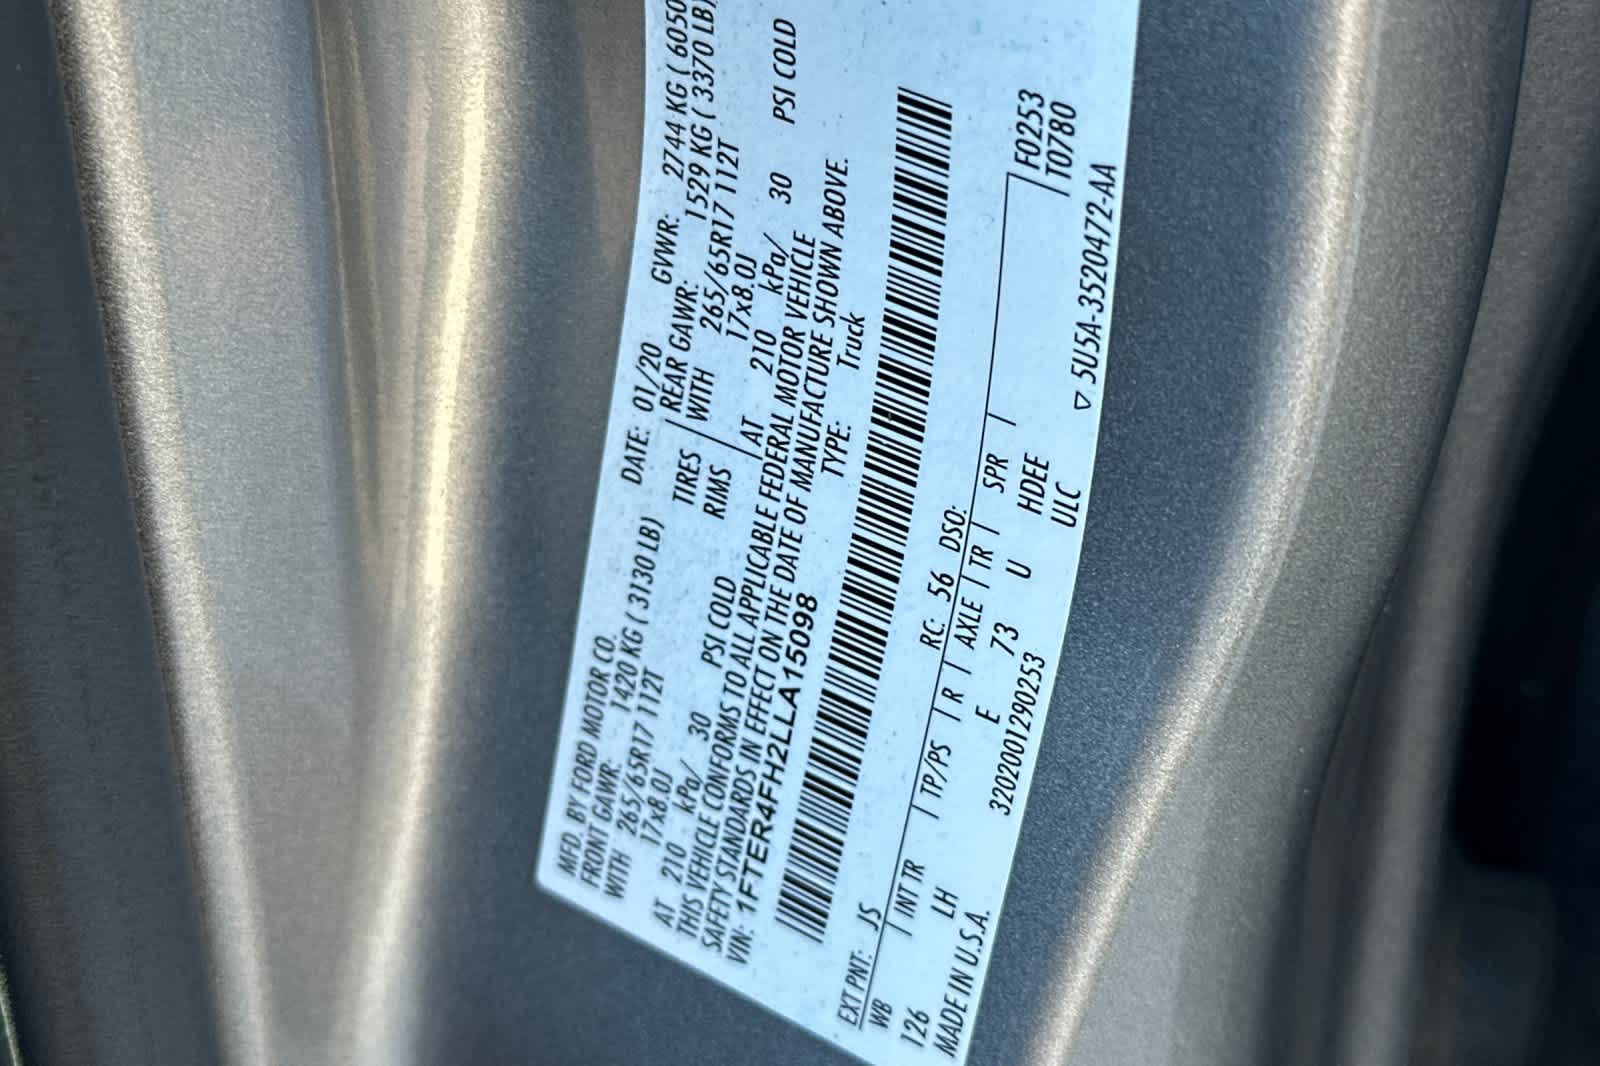 MFD. BY FORD MOTOR CO. DATE: 01/20 GVWR: 2744 KG ( 6050
FRONT GAWR: 1420 KG ( 3130 LB) REAR GAWR: 1529 KG ( 3370 LB)
WITH 265/65R17 112T TIRES WITH 265/65R17 112T
17x8.0J RIMS 17x8.0J
AT 210 kPa/ 30 PSI COLD AT 210 kPa/ 30 PSI COLD
THIS VEHICLE CONFORMS TO ALL APPLICABLE FEDERAL MOTOR VEHICLE
SAFETY STANDARDS IN EFFECT ON THE DATE OF MANUFACTURE SHOWN ABOVE.
VIN: 1FTER4FH2LLA15098 TYPE: Truck
EXT PNT: JS RC: 56 DSO:
WB INT TR TP/PS R AXLE TR SPR F0253
126 LH E 73 U HDEE T0780
MADE IN U.S.A. 3202001290253 ULC ▽ 5U5A-3520472-AA